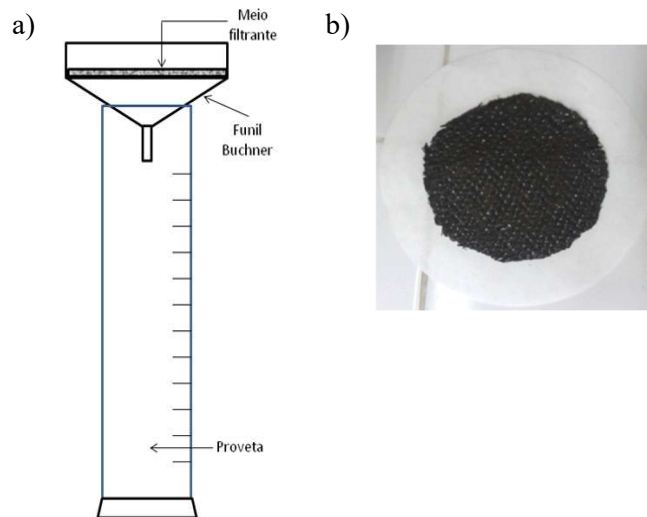 a)
Meio
filtrante
Funil
Buchner
Proveta
b)